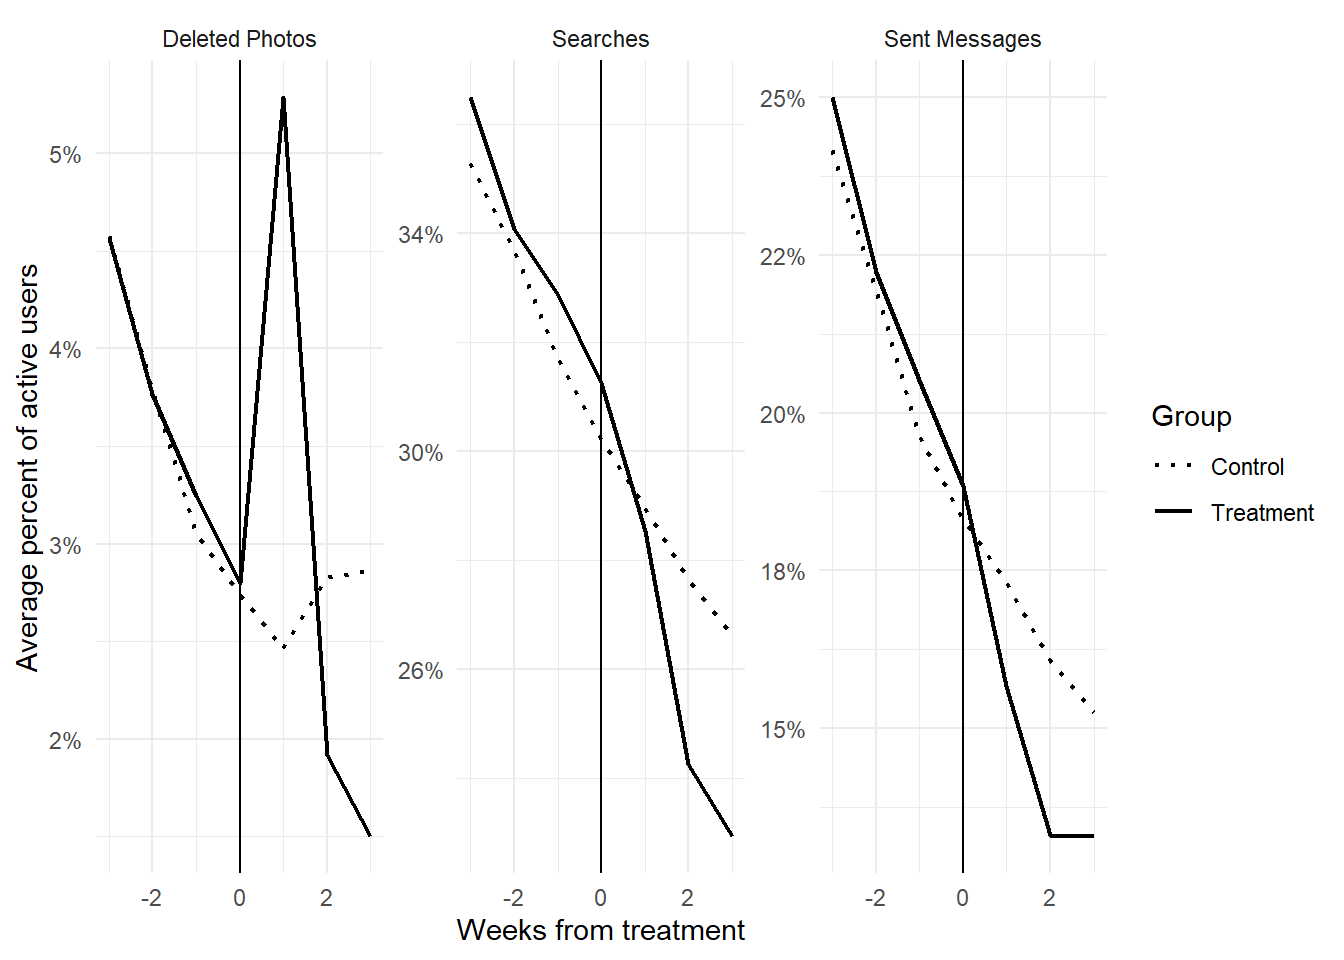 Deleted Photos
Searches
Sent Messages
Average percent of active users
5%
4%
3%
2%
34%
30%
26%
25%
22%
20%
18%
15%
-2 0 2
-2 0 2
-2 0 2
Weeks from treatment
Group
Control
Treatment